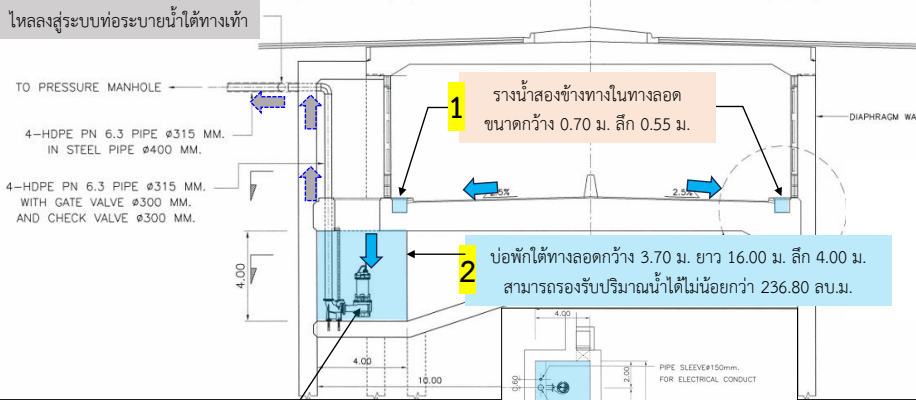 ไหลลงสู่ระบบท่อระบายน้ำใต้ทางเท้า
TO PRESSURE MANHOLE
4-HDPE PN 6.3 PIPE ø315 MM.
IN STEEL PIPE ø400 MM.
4-HDPE PN 6.3 PIPE ø315 MM.
WITH GATE VALVE ø300 MM.
AND CHECK VALVE ø300 MM.
1
รางน้ำสองข้างทางในทางลอด
ขนาดกว้าง 0.70 ม. ลึก 0.55 ม.
DIAPHRAGM WA
2.5%
2.5%
2
บ่อพักใต้ทางลอดกว้าง 3.70 ม. ยาว 16.00 ม. ลึก 4.00 ม.
สามารถรองรับปริมาณน้ำได้ไม่น้อยกว่า 236.80 ลบ.ม.
4.00
4.00
10.00
4.00
0.60
2.00
PIPE SLEEVEø150mm.
FOR ELECTRICAL CONDUCT